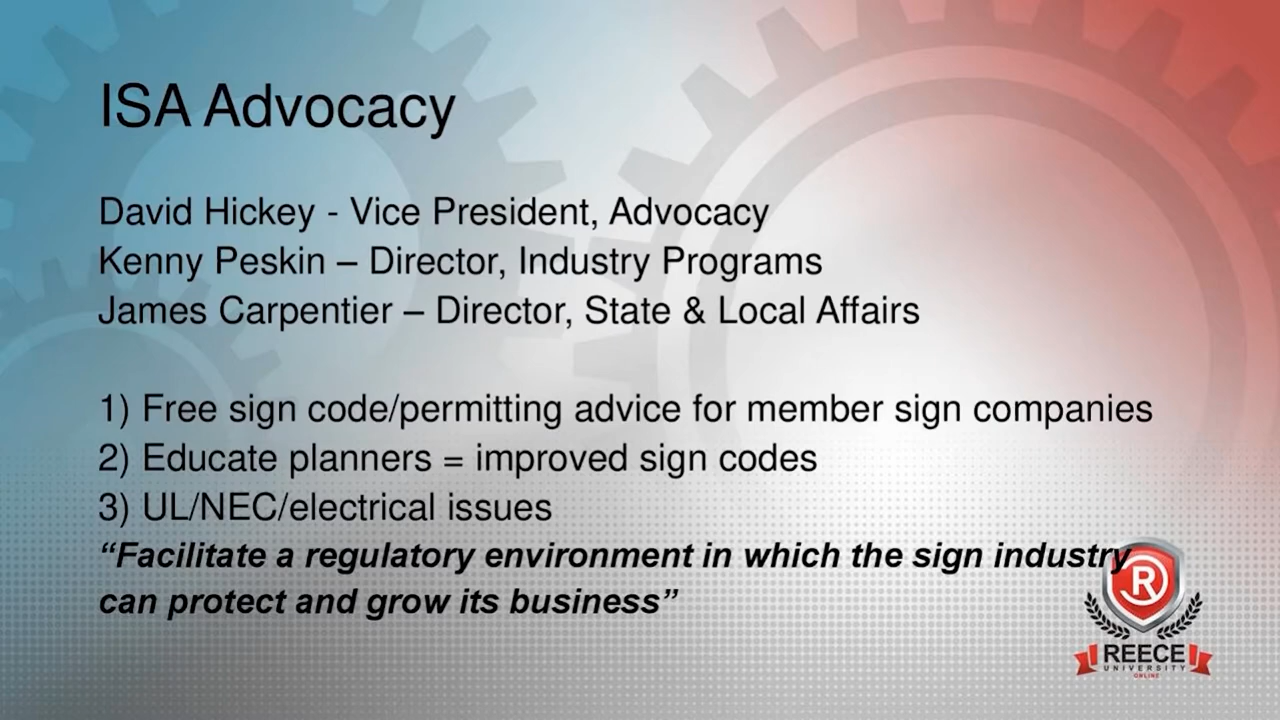 ISA Advocacy
David Hickey - Vice President, Advocacy
Kenny Peskin – Director, Industry Programs
James Carpentier – Director, State & Local Affairs
1) Free sign code/permitting advice for member sign companies
2) Educate planners = improved sign codes
3) UL/NEC/electrical issues
“Facilitate a regulatory environment in which the sign industry
can protect and grow its business”
R
REECE
UNIVERSITY
ONLINE